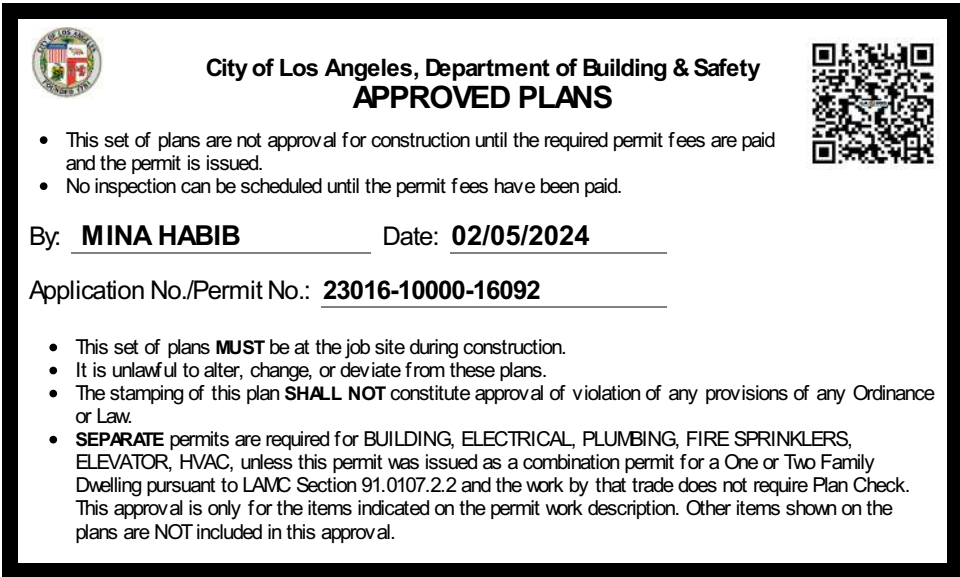 CITY OF LOS ANGELES
FOUNDED 1781
City of Los Angeles, Department of Building & Safety
APPROVED PLANS
• This set of plans are not approval for construction until the required permit fees are paid
and the permit is issued.
• No inspection can be scheduled until the permit fees have been paid.
By: MINA HABIB Date: 02/05/2024
Application No./Permit No.: 23016-10000-16092
• This set of plans MUST be at the job site during construction.
• It is unlawful to alter, change, or deviate from these plans.
• The stamping of this plan SHALL NOT constitute approval of violation of any provisions of any Ordinance
or Law.
• SEPARATE permits are required for BUILDING, ELECTRICAL, PLUMBING, FIRE SPRINKLERS,
ELEVATOR, HVAC, unless this permit was issued as a combination permit for a One or Two Family
Dwelling pursuant to LAMC Section 91.0107.2.2 and the work by that trade does not require Plan Check.
This approval is only for the items indicated on the permit work description. Other items shown on the
plans are NOT included in this approval.